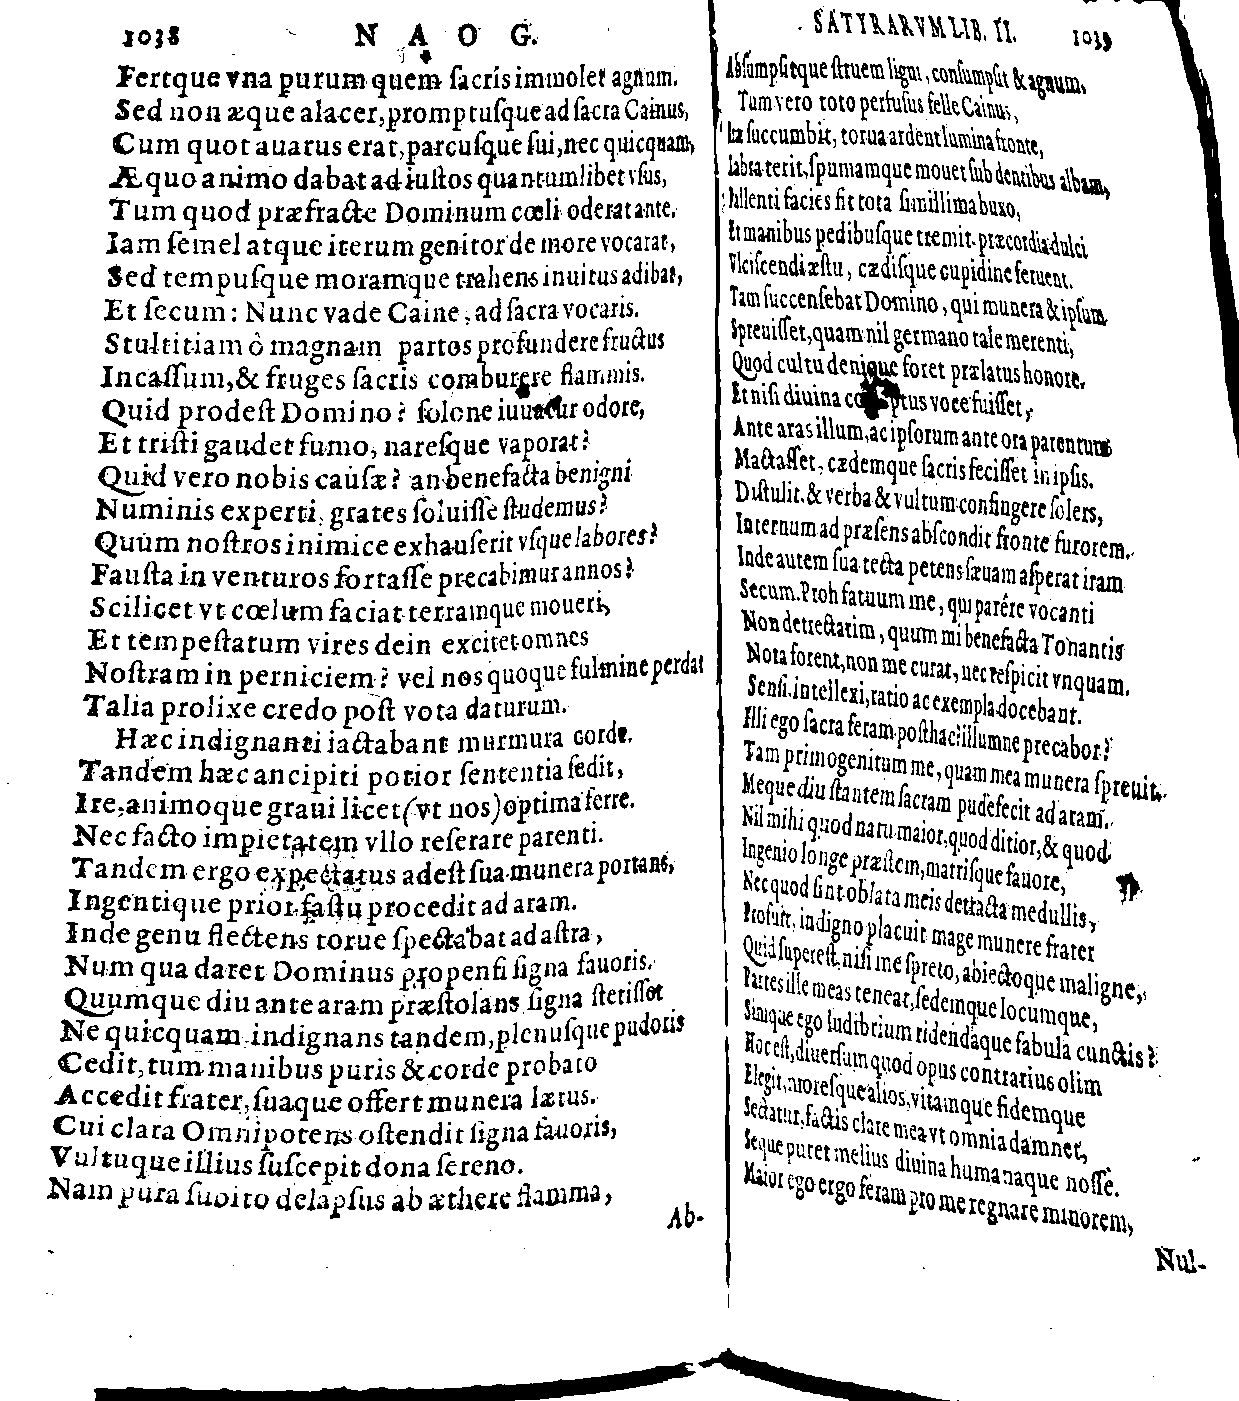 1038 N A O G.
Fertque vna purum quem sacris immolet agnum.
Sed non æque alacer, promptusque ad sacra Cainus,
Cum quot auarus erat, parcusque sui, nec quicquam,
Æquo animo dabat ad iustos quantumlibet vsus,
Tum quod præfracte Dominum cœli oderat ante.
Iam semel atque iterum genitor de more vocarat,
Sed tempusque moramque trahens inuitus adibat,
Et secum: Nunc vade Caine, ad sacra vocaris.
Stultitiam ò magnam partos profundere fructus
Incassum, & fruges sacris comburere flammis.
Quid prodest Domino? solone iuuatur odore,
Et tristi gaudet fumo, naresque vaporat?
Quid vero nobis causæ? an benefacta benigni
Numinis experti, grates soluisse studemus?
Quùm nostros inimice exhauserit vsque labores?
Fausta in venturos fortasse precabimur annos?
Scilicet vt cœlum faciat terramque moueri,
Et tempestatum vires dein excitet omnes
Nostram in perniciem? vel nos quoque fulmine perdat
Talia prolixe credo post vota daturum.
Hæc indignanti iactabant murmura corde.
Tandem hæc ancipiti potior sententia sedit,
Ire, animoque graui licet (vt nos) optima ferre.
Nec facto impietatem vllo reserare parenti.
Tandem ergo expectatus adest sua munera portans,
Ingentique prior fastu procedit ad aram.
Inde genu flectens torue spectabat ad astra,
Num qua daret Dominus propensi signa fauoris.
Quumque diu ante aram præstolans signa stetisset
Ne quicquam indignans tandem, plenusque pudoris
Cedit, tum manibus puris & corde probato
Accedit frater, suaque offert munera lætus.
Cui clara Omnipotens ostendit signa fauoris,
Vultuque illius suscepit dona sereno.
Nam pura subito delapsus ab æthere flamma,
Ab-
SATYRARVM LIB. II. 1039
Absumpsitque struem ligni, consumpsit & agnum.
Tum vero toto perfusus felle Cainus,
Iræ succumbit, torua ardent lumina fronte,
Labra terit, spumamque mouet sub dentibus albam,
Pallenti facies fit tota simillima buxo,
Et manibus pedibusque tremit. præcordia dulci
Vlciscendi æstu, cædisque cupidine feruent.
Tam succensebat Domino, qui munera & ipsum
Spreuisset, quam nil germano tale merenti,
Quod cultu denique foret prælatus honore.
Et nisi diuina voce fuisset,
Ante aras illum, ac ipsorum ante ora parentum
Mactasset, cædemque sacris fecisset in ipsis.
Distulit. & verba & vultum confingere solers,
Internum ad præsens abscondit fronte furorem.
Inde autem sua tecta petens sæuam asperat iram
Secum. Proh fatuum me, qui parére vocanti
Non detrectarim, quum mi benefacta Tonantis
Nota forent, non me curat, nec respicit vnquam.
Sensi. intellexi, ratio ac exempla docebant.
Illi ego sacra feram posthac? illumne precabor?
Tam primogenitum me, quam mea munera spreuit.
Meque diu stantem sacram pudefecit ad aram.
Nil mihi quod natu maior, quod ditior, & quod
Ingenio longe præstem, matrisque fauore,
Nec quod sint oblata meis detracta medullis,
Profuit, indigno placuit mage munere frater
Quid superest, nisi me spreto, abiectoque maligne,
Partes ille meas teneat, sedemque locumque,
Simque ego ludibrium ridendaque fabula cunctis?
Hoc est, diuersum quod opus contrarius olim
Elegit, moresque alios, vitamque fidemque
Sectatur, factis clare mea vt omnia damnet,
Seque putet melius diuina humanaque nosse.
Maior ego ergo feram pro me regnare minorem,
Nul-